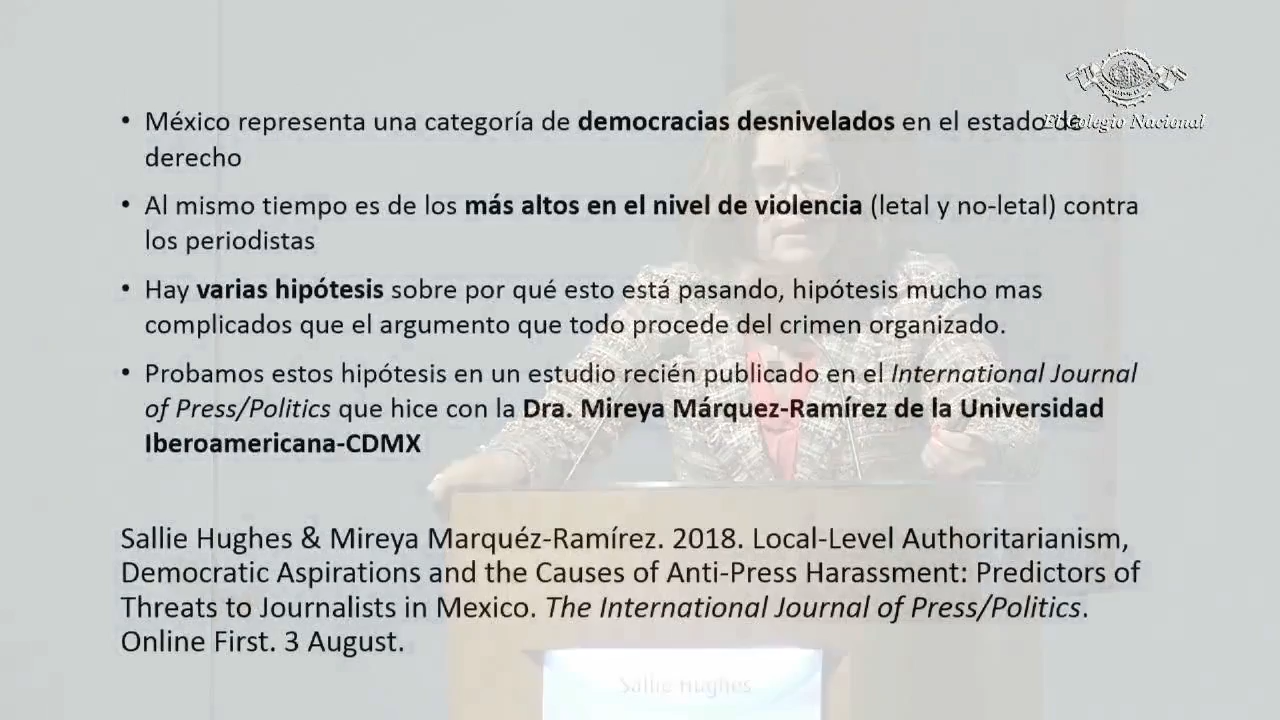 El Colegio Nacional
• México representa una categoría de democracias desnivelados en el estado de
derecho
• Al mismo tiempo es de los más altos en el nivel de violencia (letal y no-letal) contra
los periodistas
• Hay varias hipótesis sobre por qué esto está pasando, hipótesis mucho mas
complicados que el argumento que todo procede del crimen organizado.
• Probamos estos hipótesis en un estudio recién publicado en el International Journal
of Press/Politics que hice con la Dra. Mireya Márquez-Ramírez de la Universidad
Iberoamericana-CDMX
Sallie Hughes & Mireya Marquéz-Ramírez. 2018. Local-Level Authoritarianism,
Democratic Aspirations and the Causes of Anti-Press Harassment: Predictors of
Threats to Journalists in Mexico. The International Journal of Press/Politics.
Online First. 3 August.
Sallie Hughes